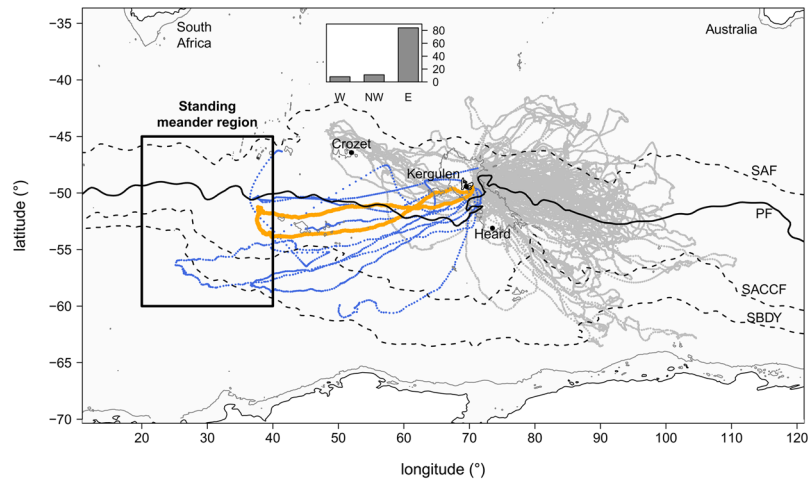 South
Africa
Australia
80
60
40
20
0
W NW E
Standing
meander region
Crozet
Kergulen
Heard
SAF
PF
SACCF
SBDY
−35
−40
−45
−50
−55
−60
−65
−70
latitude (°)
20 30 40 50 60 70 80 90 100 110 120
longitude (°)